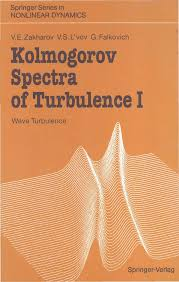 Springer Series in
NONLINEAR DYNAMICS
V.E. Zakharov V.S. L'vov G. Falkovich
Kolmogorov
Spectra
of Turbulence I
Wave Turbulence
Springer-Verlag